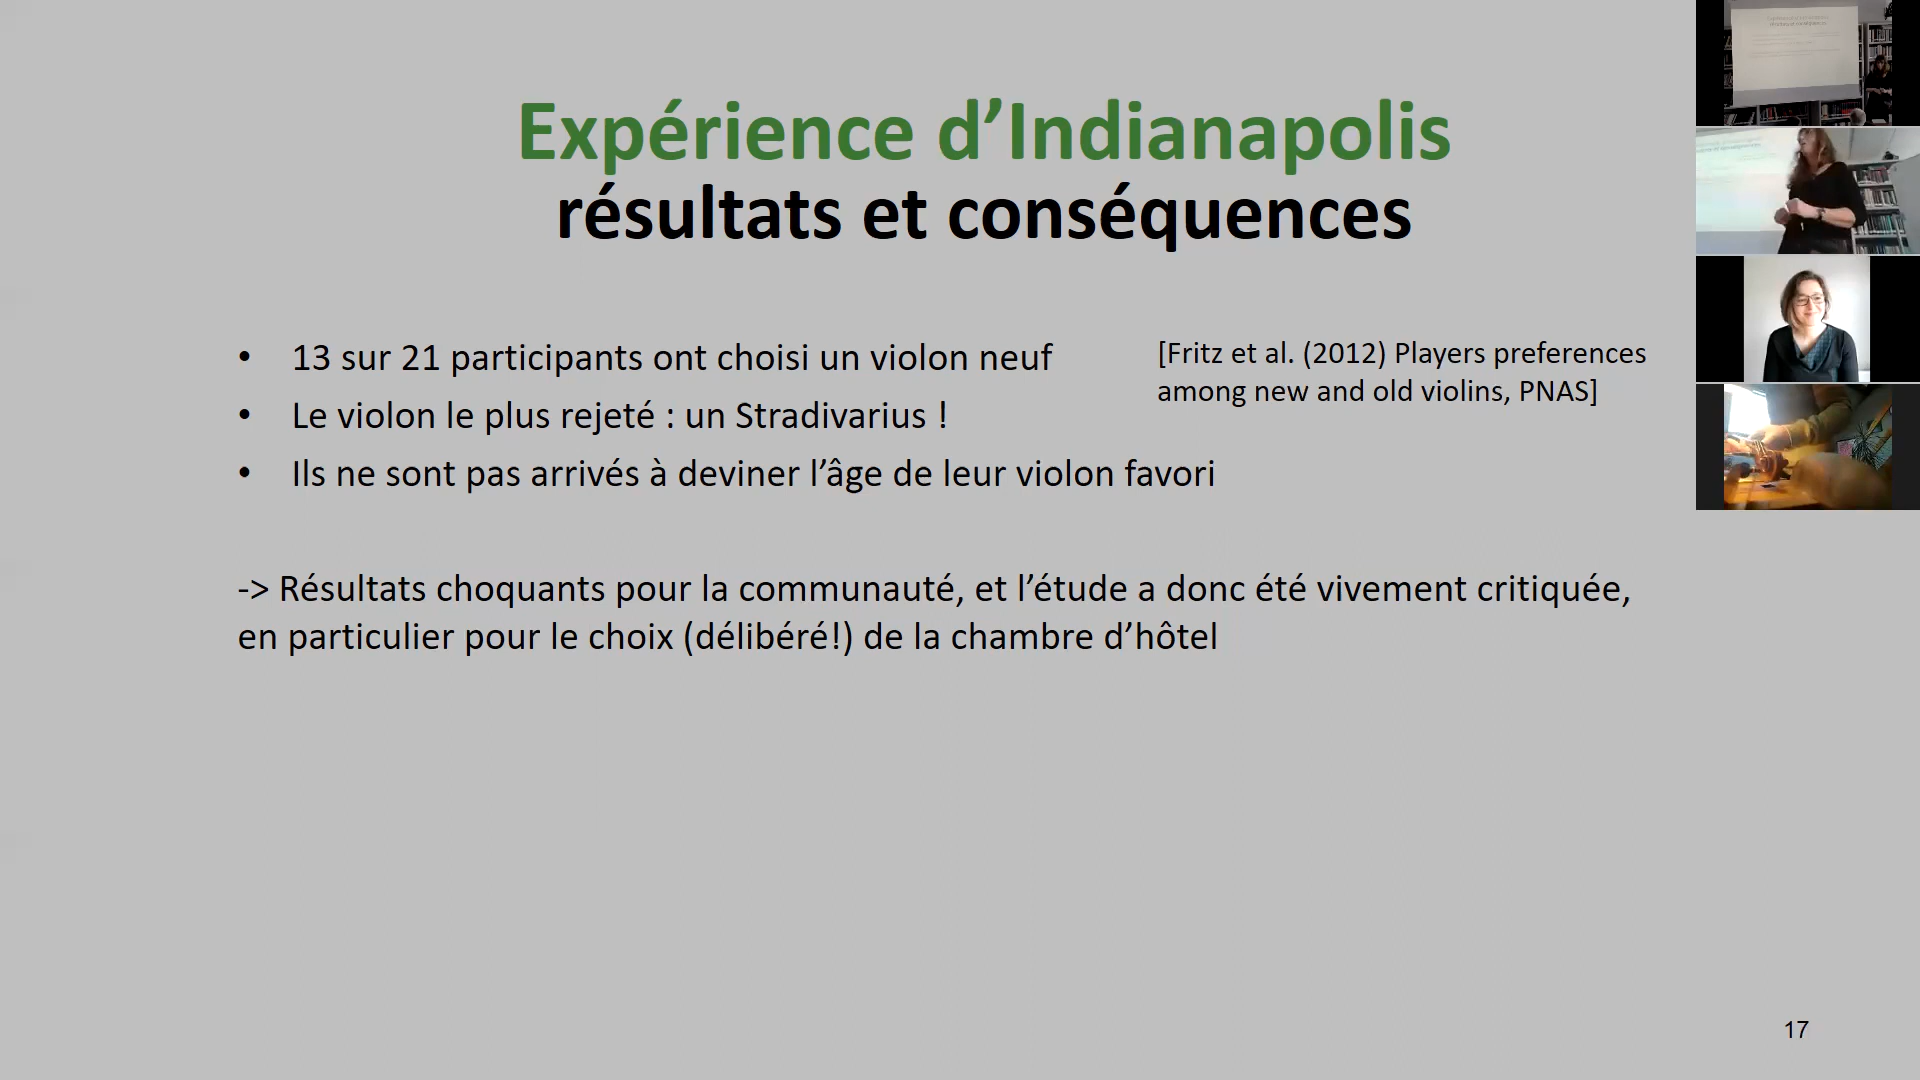 Expérience d’Indianapolis
résultats et conséquences
• 13 sur 21 participants ont choisi un violon neuf
[Fritz et al. (2012) Players preferences
among new and old violins, PNAS]
• Le violon le plus rejeté : un Stradivarius !
• Ils ne sont pas arrivés à deviner l’âge de leur violon favori
-> Résultats choquants pour la communauté, et l’étude a donc été vivement critiquée,
en particulier pour le choix (délibéré!) de la chambre d’hôtel
17